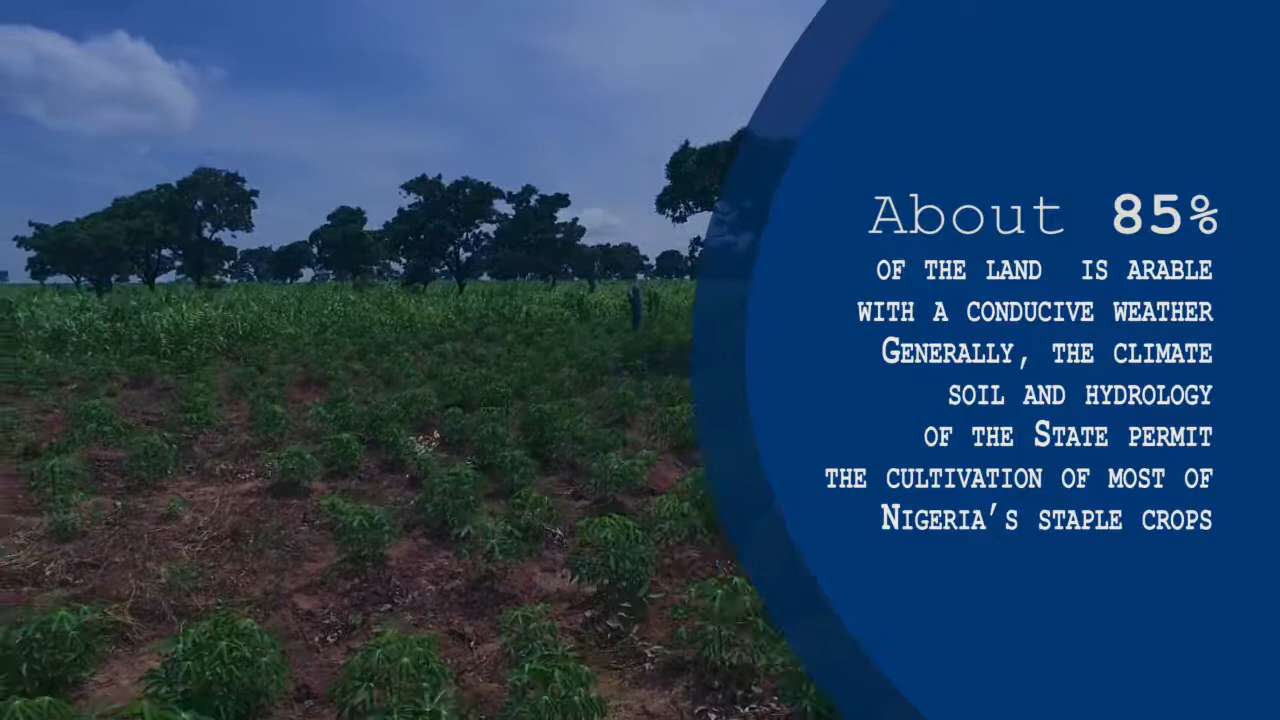 About 85%
OF THE LAND IS ARABLE
WITH A CONDUCIVE WEATHER
GENERALLY, THE CLIMATE
SOIL AND HYDROLOGY
OF THE STATE PERMIT
THE CULTIVATION OF MOST OF
NIGERIA'S STAPLE CROPS